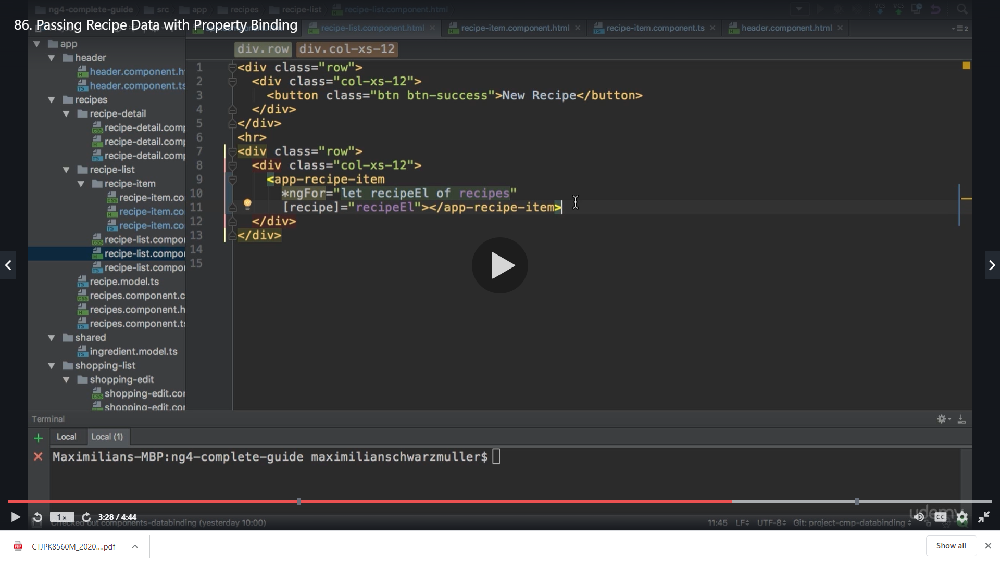 ng4-complete-guide src app recipes recipe-list recipe-list.component.html
86. Passing Recipe Data with Property Binding
recipe-list.component.html × recipe-item.component.html × recipe-item.component.ts × header.component.html × 2
div.row div.col-xs-12
app
header
header.component.h
header.component.ts
recipes
recipe-detail
recipe-detail.comp
recipe-detail.comp
recipe-detail.comp
recipe-list
recipe-item
recipe-item.co
recipe-item.co
recipe-item.co
recipe-list.compo
recipe-list.compo
recipe-list.compo
recipe.model.ts
recipes.component.c
recipes.component.h
recipes.component.ts
shared
ingredient.model.ts
shopping-list
shopping-edit
shopping-edit.cor
shopping-edit.cor
1 <div class="row">
2 <div class="col-xs-12">
3 <button class="btn btn-success">New Recipe</button>
4 </div>
5 </div>
6 <hr>
7 <div class="row">
8 <div class="col-xs-12">
9 <app-recipe-item
10 *ngFor="let recipeEl of recipes"
11 [recipe]="recipeEl"></app-recipe-item>
12 </div>
13 </div>
14
15
Terminal
Local Local (1)
Maximilians-MBP:ng4-complete-guide maximilianschwarzmuller$
udemy
1× 3:28 / 4:44 CC
Checked out components-databinding (yesterday 10:00) 11:45 LF UTF-8 Git: project-cmp-databinding
CTJPK8560M_2020....pdf Show all